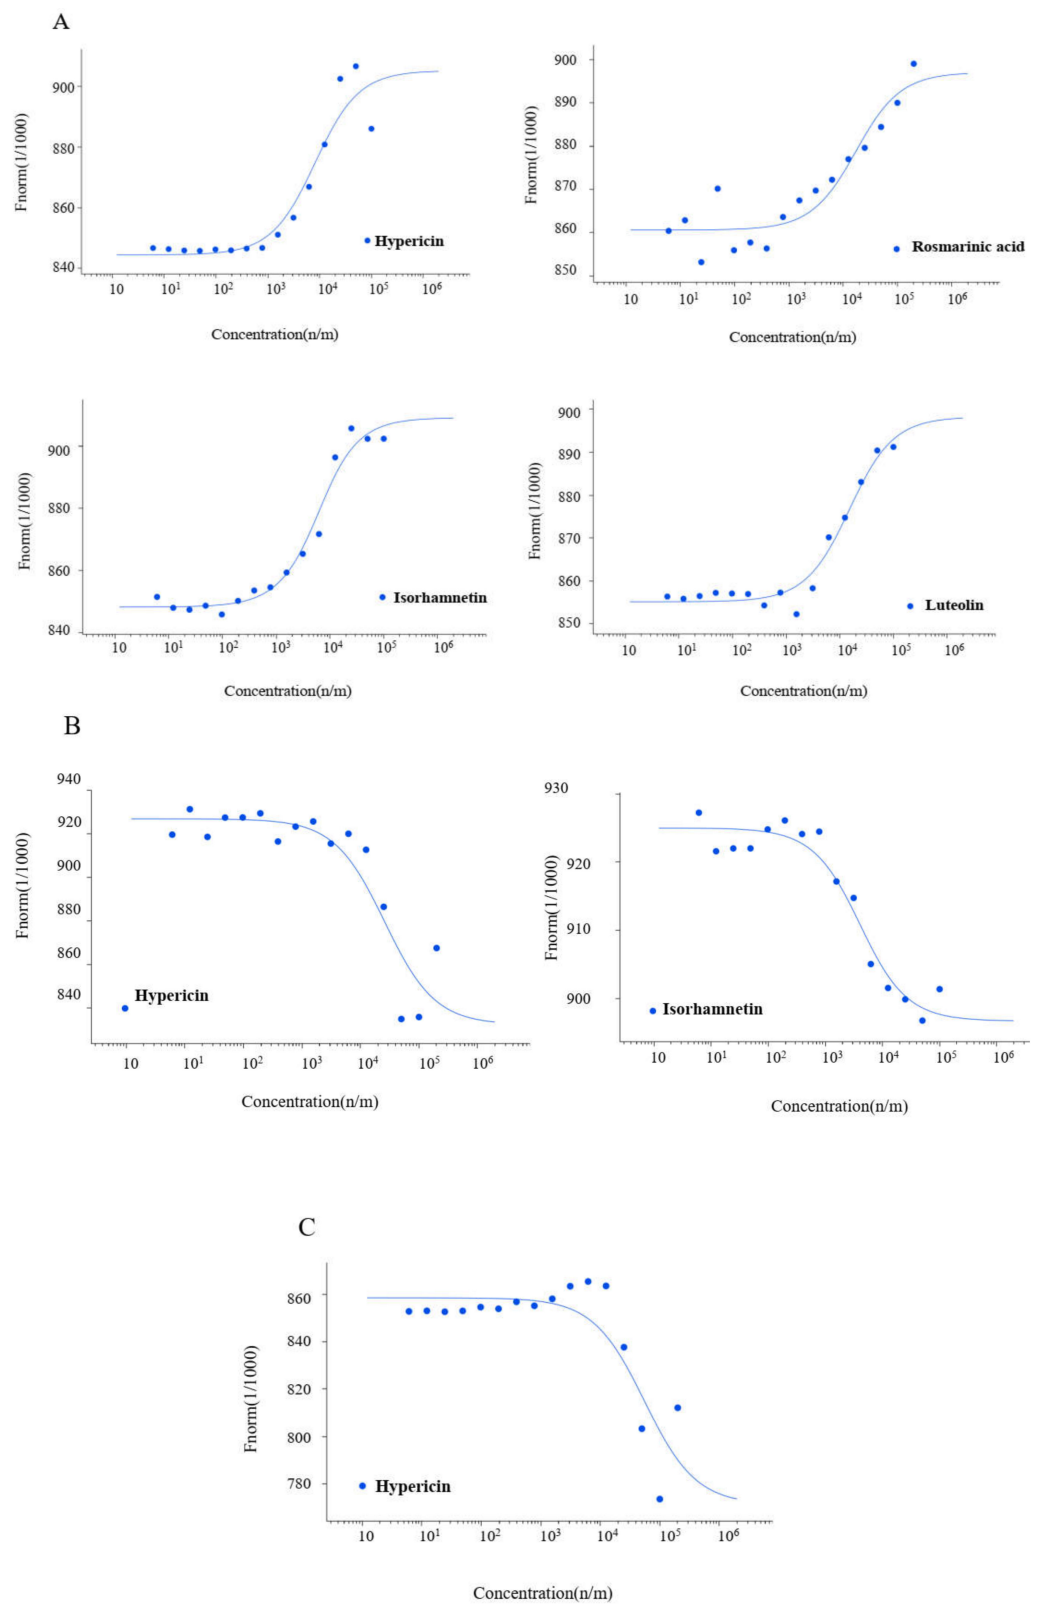 A
900
880
860
840
Fnorm(1/1000)
Hypericin
10 10¹ 10² 10³ 10⁴ 10⁵ 10⁶
Concentration(n/m)
900
890
880
870
860
850
Fnorm(1/1000)
Rosmarinic acid
10 10¹ 10² 10³ 10⁴ 10⁵ 10⁶
Concentration(n/m)
900
880
860
840
Fnorm(1/1000)
Isorhamnetin
10 10¹ 10² 10³ 10⁴ 10⁵ 10⁶
Concentration(n/m)
900
890
880
870
860
850
Fnorm(1/1000)
Luteolin
10 10¹ 10² 10³ 10⁴ 10⁵ 10⁶
Concentration(n/m)
B
940
920
900
880
860
840
Fnorm(1/1000)
Hypericin
10 10¹ 10² 10³ 10⁴ 10⁵ 10⁶
Concentration(n/m)
930
920
910
900
Fnorm(1/1000)
Isorhamnetin
10 10¹ 10² 10³ 10⁴ 10⁵ 10⁶
Concentration(n/m)
C
860
840
820
800
780
Fnorm(1/1000)
Hypericin
10 10¹ 10² 10³ 10⁴ 10⁵ 10⁶
Concentration(n/m)